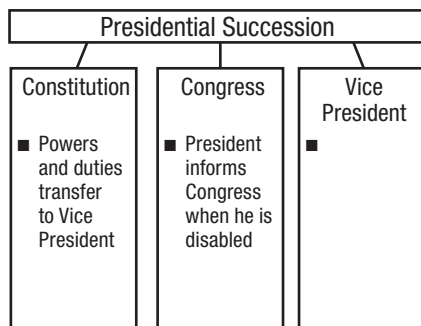 Presidential Succession
Constitution
■ Powers
and duties
transfer
to Vice
President
Congress
■ President
informs
Congress
when he is
disabled
Vice
President
■